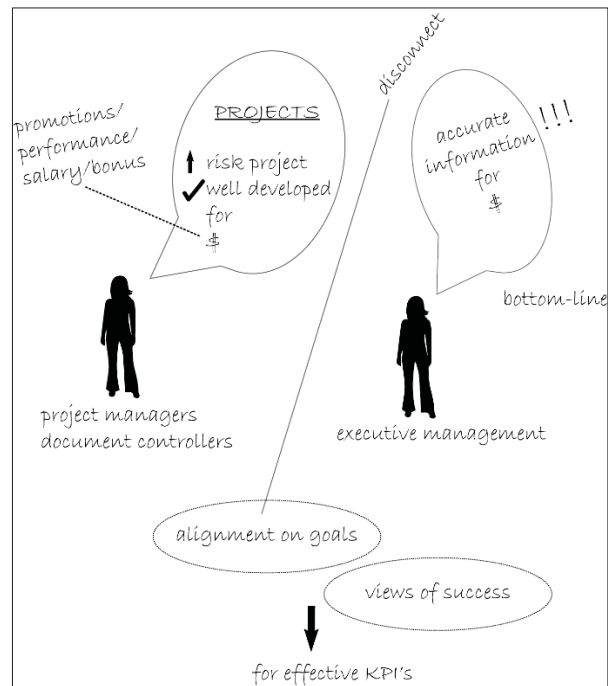 disconnect
PROJECTS
risk project
well developed
for
$
promotions/
performance/
salary/bonus
accurate
information
for
$
!!!
bottom-line
project managers
document controllers
executive management
alignment on goals
views of success
for effective KPI's